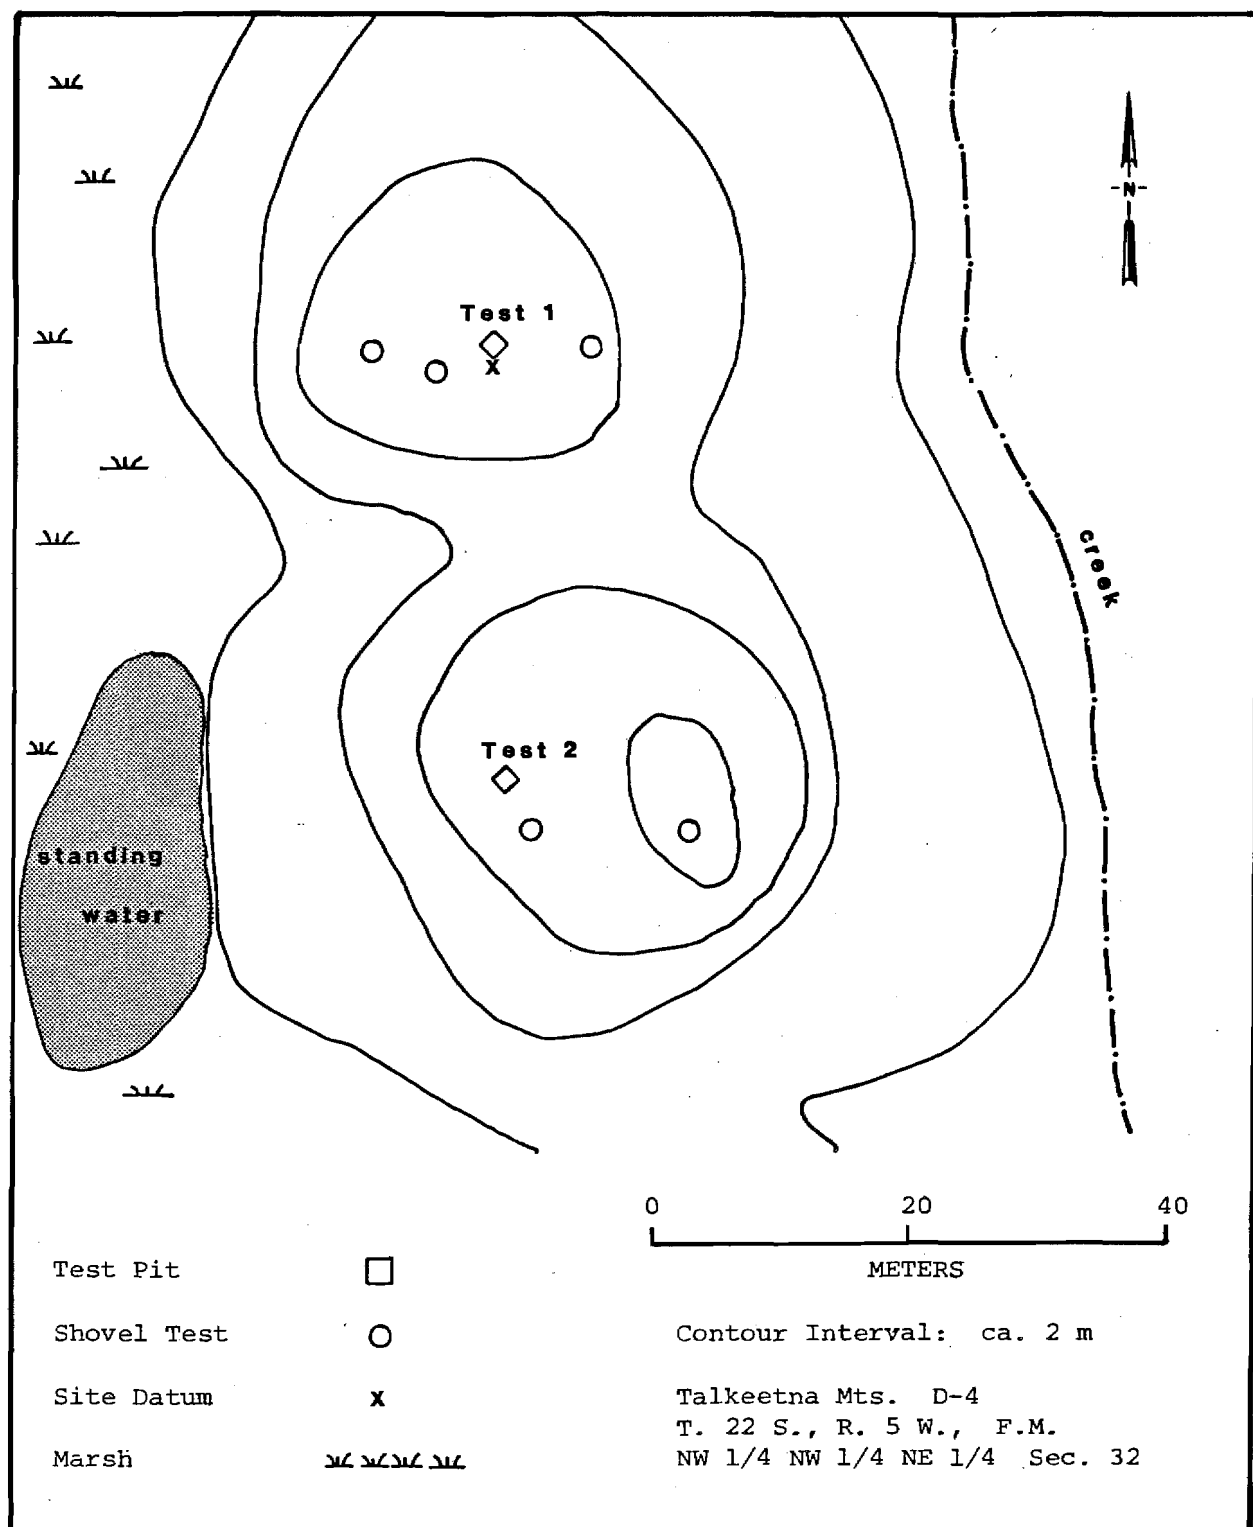 N
Test 1
creek
Test 2
standing
water
0 20 40
METERS
Test Pit
Shovel Test
Contour Interval: ca. 2 m
Site Datum X
Talkeetna Mts. D-4
T. 22 S., R. 5 W., F.M.
Marsh
NW 1/4 NW 1/4 NE 1/4 Sec. 32